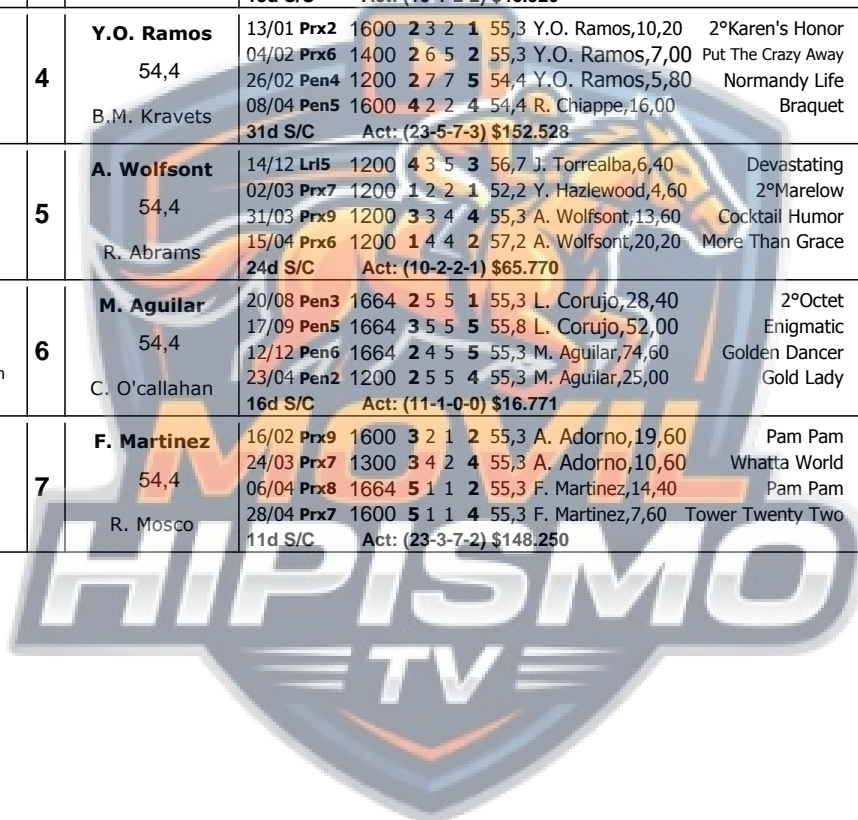 4
Y.O. Ramos
54,4
B.M. Kravets
13/01 Prx2 1600 2 3 2 1 55,3 Y.O. Ramos,10,20 2°Karen's Honor
04/02 Prx6 1400 2 6 5 2 55,3 Y.O. Ramos,7,00 Put The Crazy Away
26/02 Pen4 1200 2 7 7 5 54,4 Y.O. Ramos,5,80 Normandy Life
08/04 Pen5 1600 4 2 2 4 54,4 R. Chiappe,16,00 Braquet
31d S/C Act: (23-5-7-3) $152.528
5
A. Wolfsont
54,4
R. Abrams
14/12 Lrl5 1200 4 3 5 3 56,7 J. Torrealba,6,40 Devastating
02/03 Prx7 1200 1 2 2 1 52,2 Y. Hazlewood,4,60 2°Marelow
31/03 Prx9 1200 3 3 4 4 55,3 A. Wolfsont,13,60 Cocktail Humor
15/04 Prx6 1200 1 4 4 2 57,2 A. Wolfsont,20,20 More Than Grace
24d S/C Act: (10-2-2-1) $65.770
6
M. Aguilar
54,4
C. O'callahan
20/08 Pen3 1664 2 5 5 1 55,3 L. Corujo,28,40 2°Octet
17/09 Pen5 1664 3 5 5 5 55,8 L. Corujo,52,00 Enigmatic
12/12 Pen6 1664 2 4 5 5 55,3 M. Aguilar,74,60 Golden Dancer
23/04 Pen2 1200 2 5 5 4 55,3 M. Aguilar,25,00 Gold Lady
16d S/C Act: (11-1-0-0) $16.771
7
F. Martinez
54,4
R. Mosco
16/02 Prx9 1600 3 2 1 2 55,3 A. Adorno,19,60 Pam Pam
24/03 Prx7 1300 3 4 2 4 55,3 A. Adorno,10,60 Whatta World
06/04 Prx8 1664 5 1 1 2 55,3 F. Martinez,14,40 Pam Pam
28/04 Prx7 1600 5 1 1 4 55,3 F. Martinez,7,60 Tower Twenty Two
11d S/C Act: (23-3-7-2) $148.250
MOVIL
HIPISMO
TV